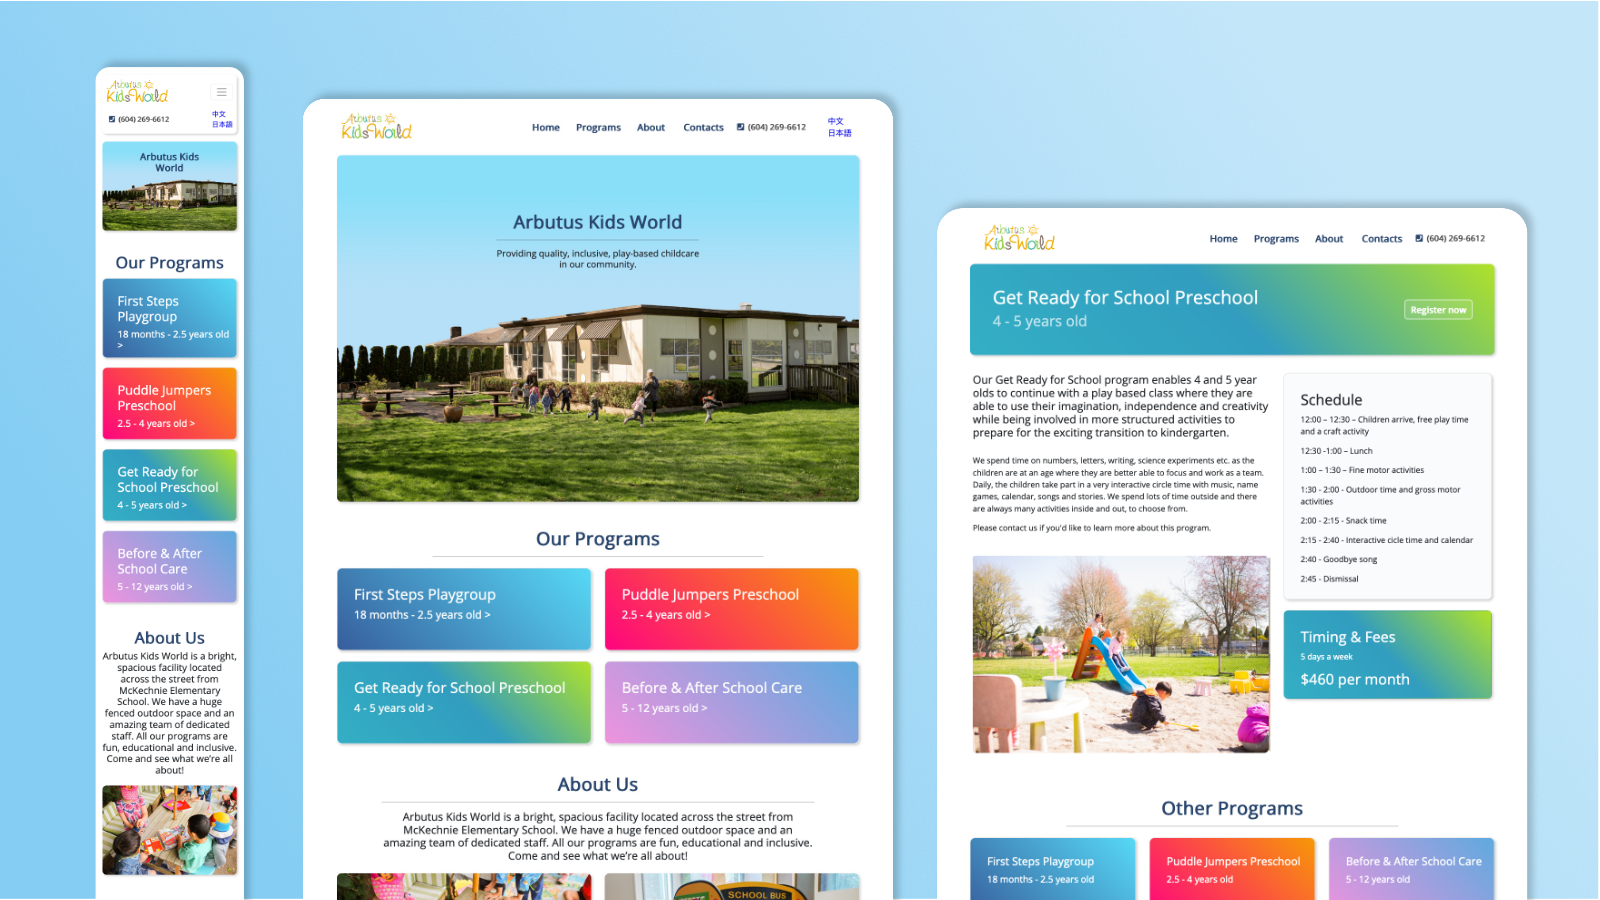 Arbutus
Kids World
(604) 269-6612
中文
日本語
Arbutus Kids
World
Our Programs
First Steps
Playgroup
18 months - 2.5 years old
>
Puddle Jumpers
Preschool
2.5 - 4 years old >
Get Ready for
School Preschool
4 - 5 years old >
Before & After
School Care
5 - 12 years old >
About Us
Arbutus Kids World is a bright,
spacious facility located
across the street from
McKechnie Elementary
School. We have a huge
fenced outdoor space and an
amazing team of dedicated
staff. All our programs are
fun, educational and inclusive.
Come and see what we're all
about!
Arbutus
Kids World
Home Programs About Contacts (604) 269-6612
中文
日本語
Arbutus Kids World
Providing quality, inclusive, play-based childcare
in our community.
Our Programs
First Steps Playgroup
18 months - 2.5 years old >
Puddle Jumpers Preschool
2.5 - 4 years old >
Get Ready for School Preschool
4 - 5 years old >
Before & After School Care
5 - 12 years old >
About Us
Arbutus Kids World is a bright, spacious facility located across the street from
McKechnie Elementary School. We have a huge fenced outdoor space and an
amazing team of dedicated staff. All our programs are fun, educational and inclusive.
Come and see what we're all about!
SCHOOL BUS
Arbutus
Kids World
Home Programs About Contacts (604) 269-6612
Get Ready for School Preschool
4 - 5 years old
Register now
Our Get Ready for School program enables 4 and 5 year
olds to continue with a play based class where they are
able to use their imagination, independence and creativity
while being involved in more structured activities to
prepare for the exciting transition to kindergarten.
We spend time on numbers, letters, writing, science experiments etc. as the
children are at an age where they are better able to focus and work as a team.
Daily, the children take part in a very interactive circle time with music, name
games, calendar, songs and stories. We spend lots of time outside and there
are always many activities inside and out, to choose from.
Please contact us if you'd like to learn more about this program.
Schedule
12:00 – 12:30 – Children arrive, free play time
and a craft activity
12:30 -1:00 – Lunch
1:00 – 1:30 – Fine motor activities
1:30 - 2:00 - Outdoor time and gross motor
activities
2:00 - 2:15 - Snack time
2:15 - 2:40 - Interactive cicle time and calendar
2:40 - Goodbye song
2:45 - Dismissal
Timing & Fees
5 days a week
$460 per month
Other Programs
First Steps Playgroup
18 months - 2.5 years old
Puddle Jumpers Preschool
2.5 - 4 years old
Before & After School Care
5 - 12 years old